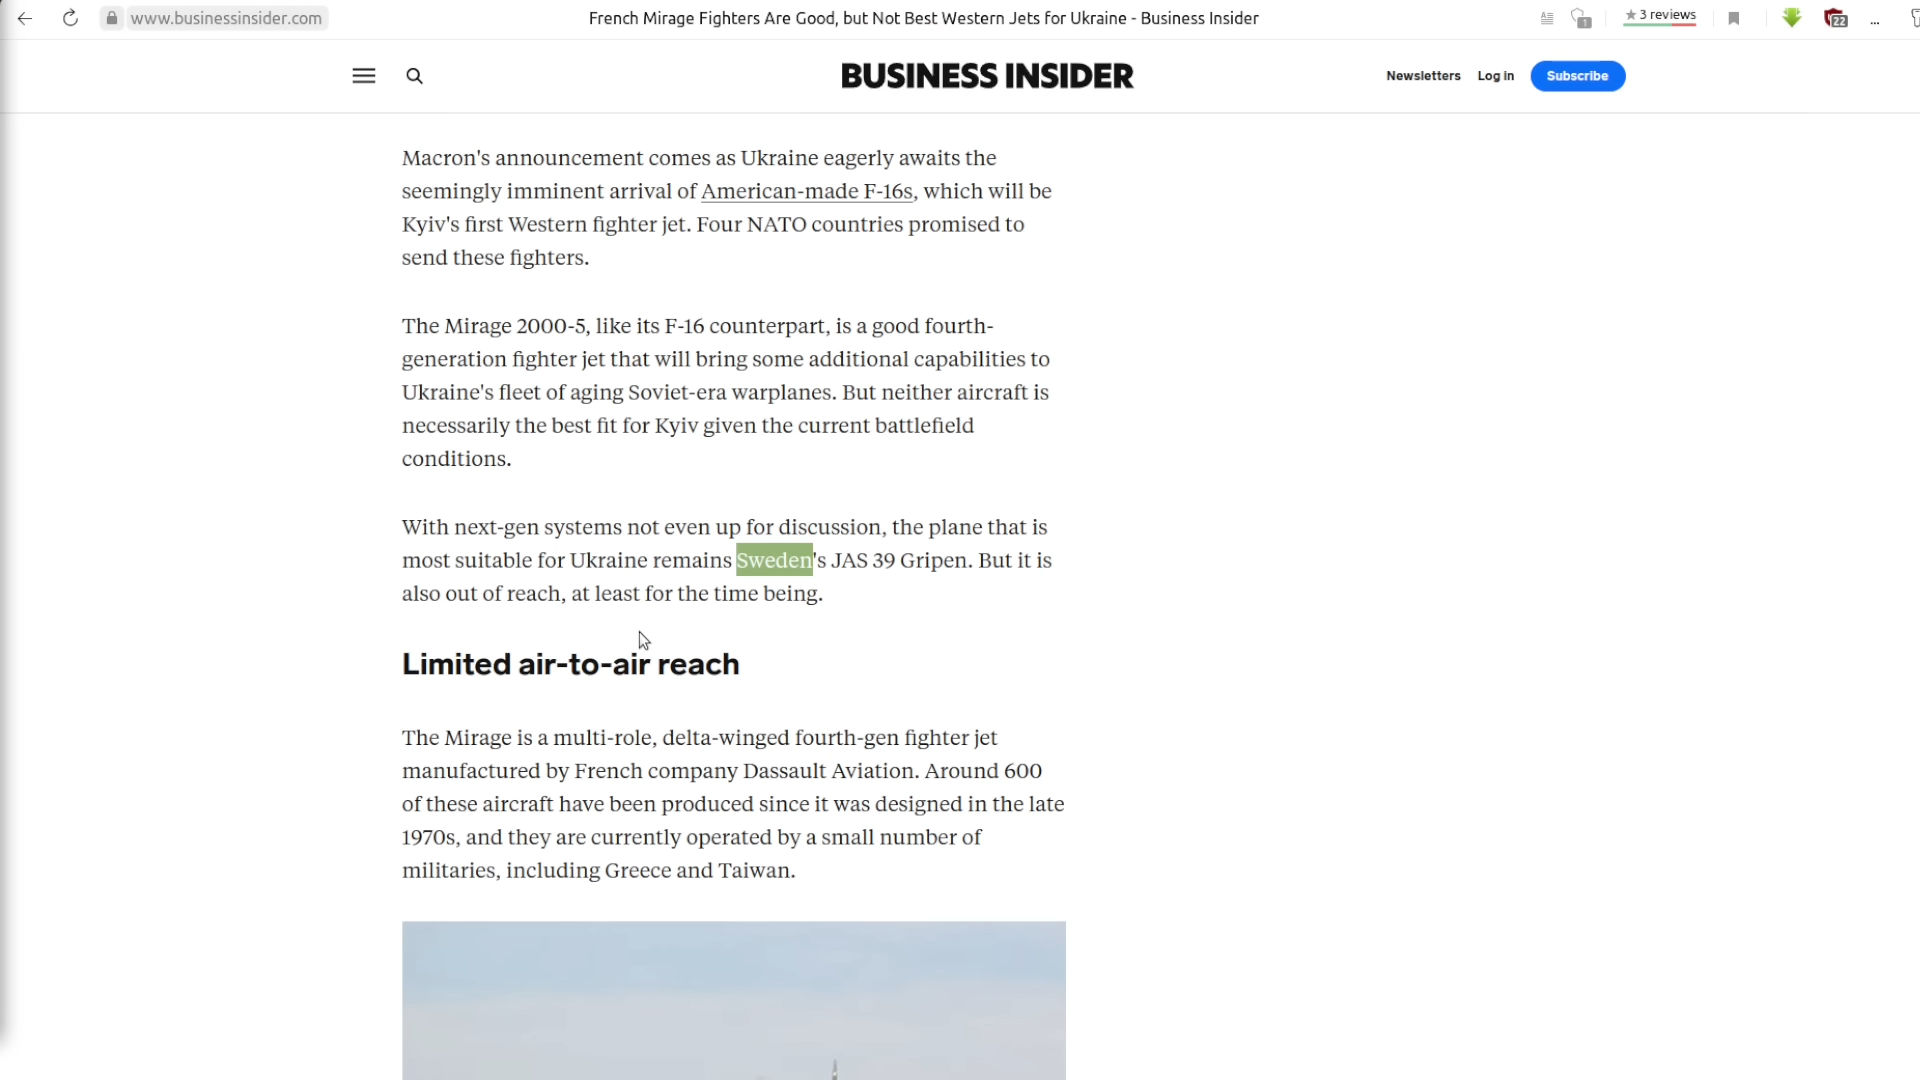 www.businessinsider.com
French Mirage Fighters Are Good, but Not Best Western Jets for Ukraine - Business Insider
1
★ 3 reviews
22
...
BUSINESS INSIDER
Newsletters
Log in
Subscribe
Macron's announcement comes as Ukraine eagerly awaits the
seemingly imminent arrival of American-made F-16s, which will be
Kyiv's first Western fighter jet. Four NATO countries promised to
send these fighters.
The Mirage 2000-5, like its F-16 counterpart, is a good fourth-
generation fighter jet that will bring some additional capabilities to
Ukraine's fleet of aging Soviet-era warplanes. But neither aircraft is
necessarily the best fit for Kyiv given the current battlefield
conditions.
With next-gen systems not even up for discussion, the plane that is
most suitable for Ukraine remains Sweden's JAS 39 Gripen. But it is
also out of reach, at least for the time being.
Limited air-to-air reach
The Mirage is a multi-role, delta-winged fourth-gen fighter jet
manufactured by French company Dassault Aviation. Around 600
of these aircraft have been produced since it was designed in the late
1970s, and they are currently operated by a small number of
militaries, including Greece and Taiwan.